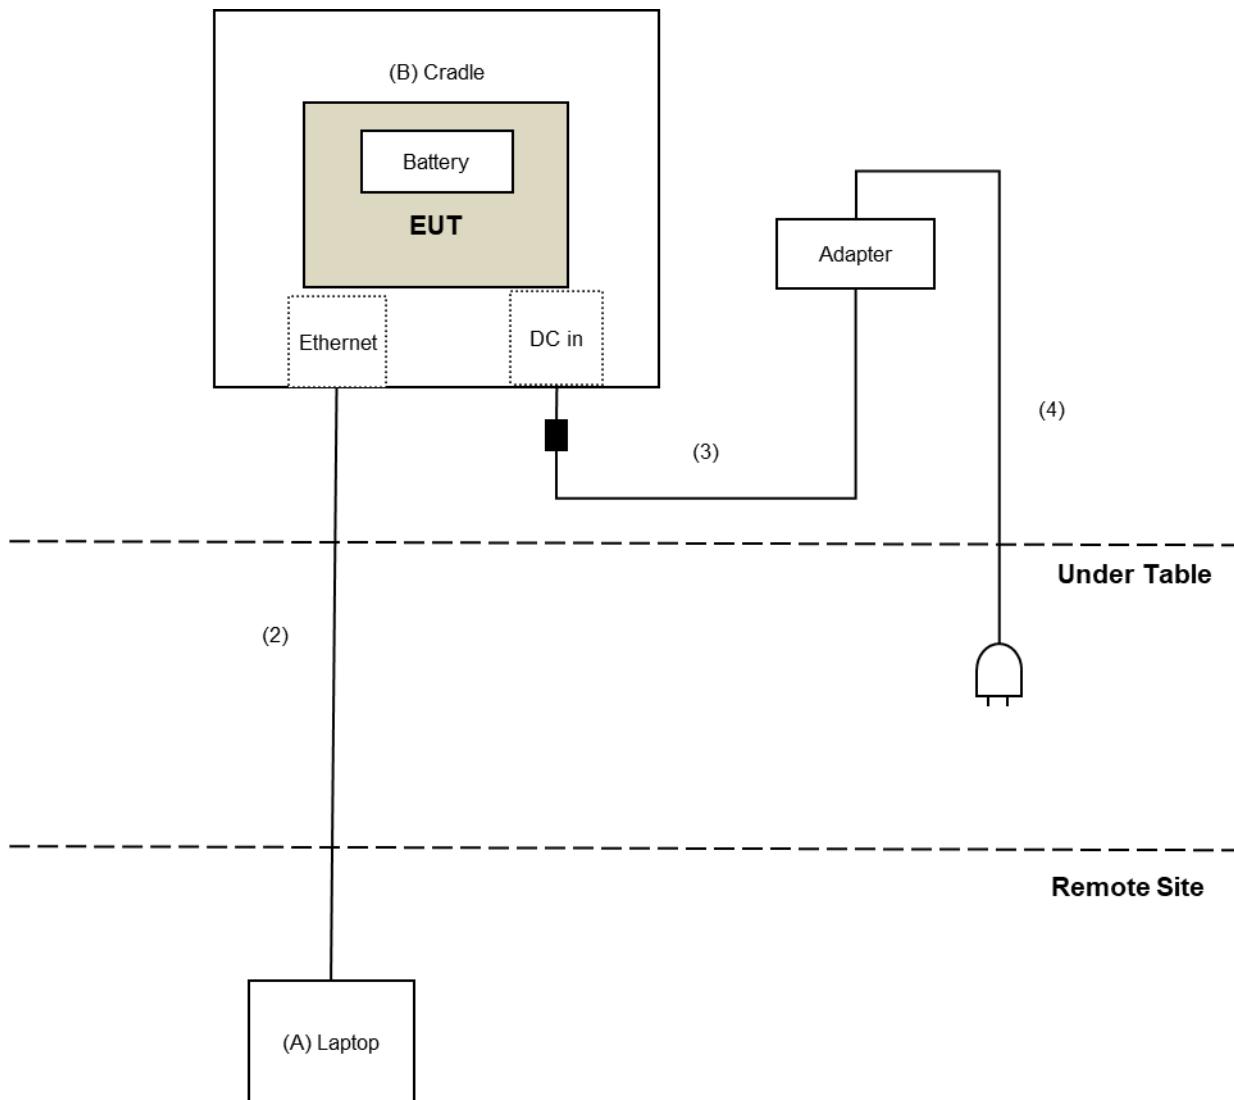 (B) Cradle
Battery
EUT
Adapter
Ethernet
DC in
(4)
(3)
Under Table
(2)
Remote Site
(A) Laptop